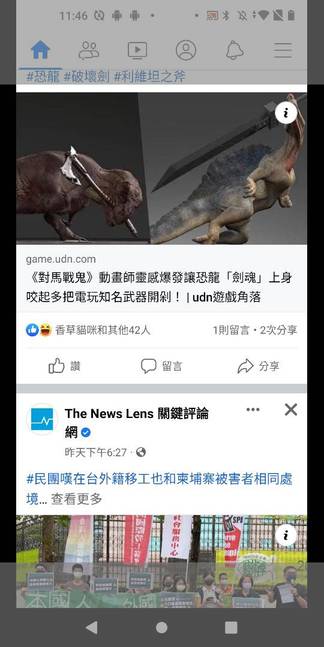 11:46
#恐龍 #破壞劍 #利維坦之斧
game.udn.com
《對馬戰鬼》動畫師靈感爆發讓恐龍「劍魂」上身
咬起多把電玩知名武器開剁！ | udn遊戲角落
香草貓咪和其他42人 1則留言 • 2次分享
讚 留言 分享
The News Lens 關鍵評論
網
昨天下午6:27
#民團嘆在台外籍移工也和柬埔寨被害者相同處
境... 查看更多
本國人
外國